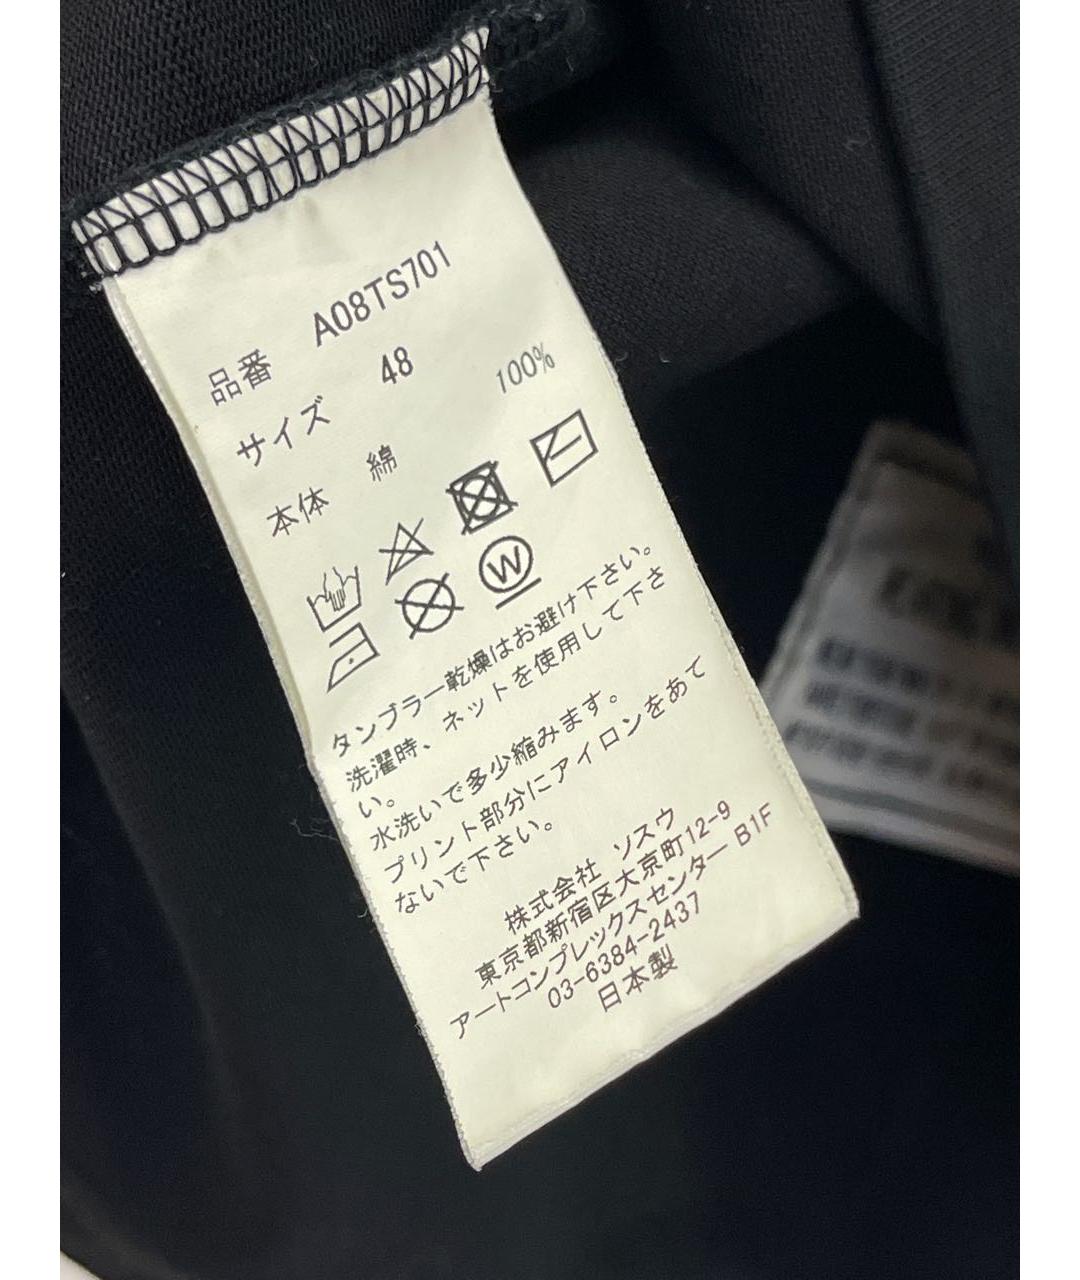 品番 A08TS701
サイズ 48
本体 綿 100%
W
タンブラー乾燥はお避け下さい。
洗濯時、ネットを使用して下さ
い。
水洗いで多少縮みます。
プリント部分にアイロンをあて
ないで下さい。
株式会社 ソスウ
東京都新宿区大京町12-9
アートコンプレックスセンター B1F
03-6384-2437
日本製